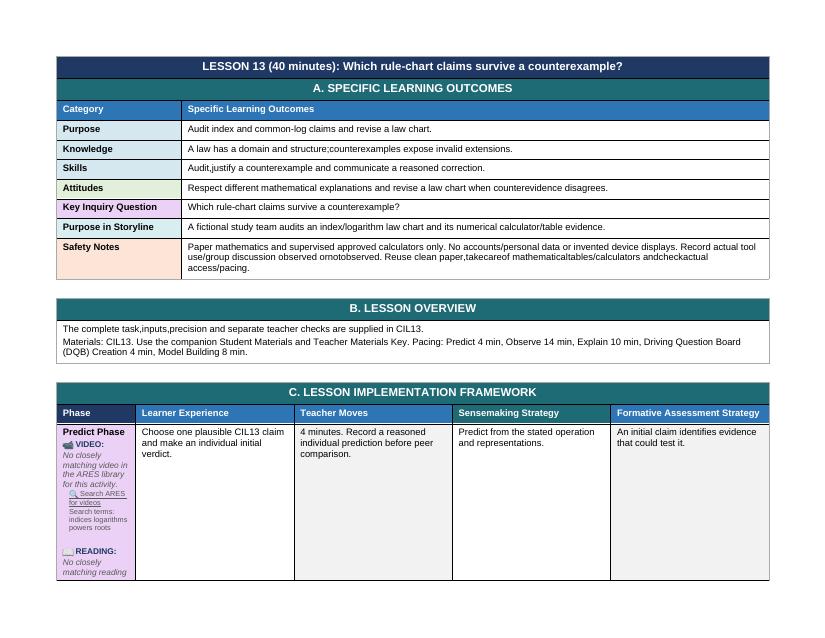 LESSON 13 (40 minutes): Which rule-chart claims survive a counterexample?
A. SPECIFIC LEARNING OUTCOMES
Category Specific Learning Outcomes
Purpose Audit index and common-log claims and revise a law chart.
Knowledge A law has a domain and structure;counterexamples expose invalid extensions.
Skills Audit,justify a counterexample and communicate a reasoned correction.
Attitudes Respect different mathematical explanations and revise a law chart when counterevidence disagrees.
Key Inquiry Question Which rule-chart claims survive a counterexample?
Purpose in Storyline A fictional study team audits an index/logarithm law chart and its numerical calculator/table evidence.
Safety Notes Paper mathematics and supervised approved calculators only. No accounts/personal data or invented device displays. Record actual tool
use/group discussion observed ornotobserved. Reuse clean paper,takecareof mathematicaltables/calculators andcheckactual
access/pacing.
B. LESSON OVERVIEW
The complete task,inputs,precision and separate teacher checks are supplied in CIL13.
Materials: CIL13. Use the companion Student Materials and Teacher Materials Key. Pacing: Predict 4 min, Observe 14 min, Explain 10 min, Driving Question Board
(DQB) Creation 4 min, Model Building 8 min.
C. LESSON IMPLEMENTATION FRAMEWORK
Phase Learner Experience Teacher Moves Sensemaking Strategy Formative Assessment Strategy
Predict Phase
VIDEO:
No closely
matching video in
the ARES library
for this activity.
Search ARES
for videos
Search terms:
indices logarithms
powers roots
READING:
No closely
matching reading
Choose one plausible CIL13 claim
and make an individual initial
verdict.
4 minutes. Record a reasoned
individual prediction before peer
comparison.
Predict from the stated operation
and representations.
An initial claim identifies evidence
that could test it.